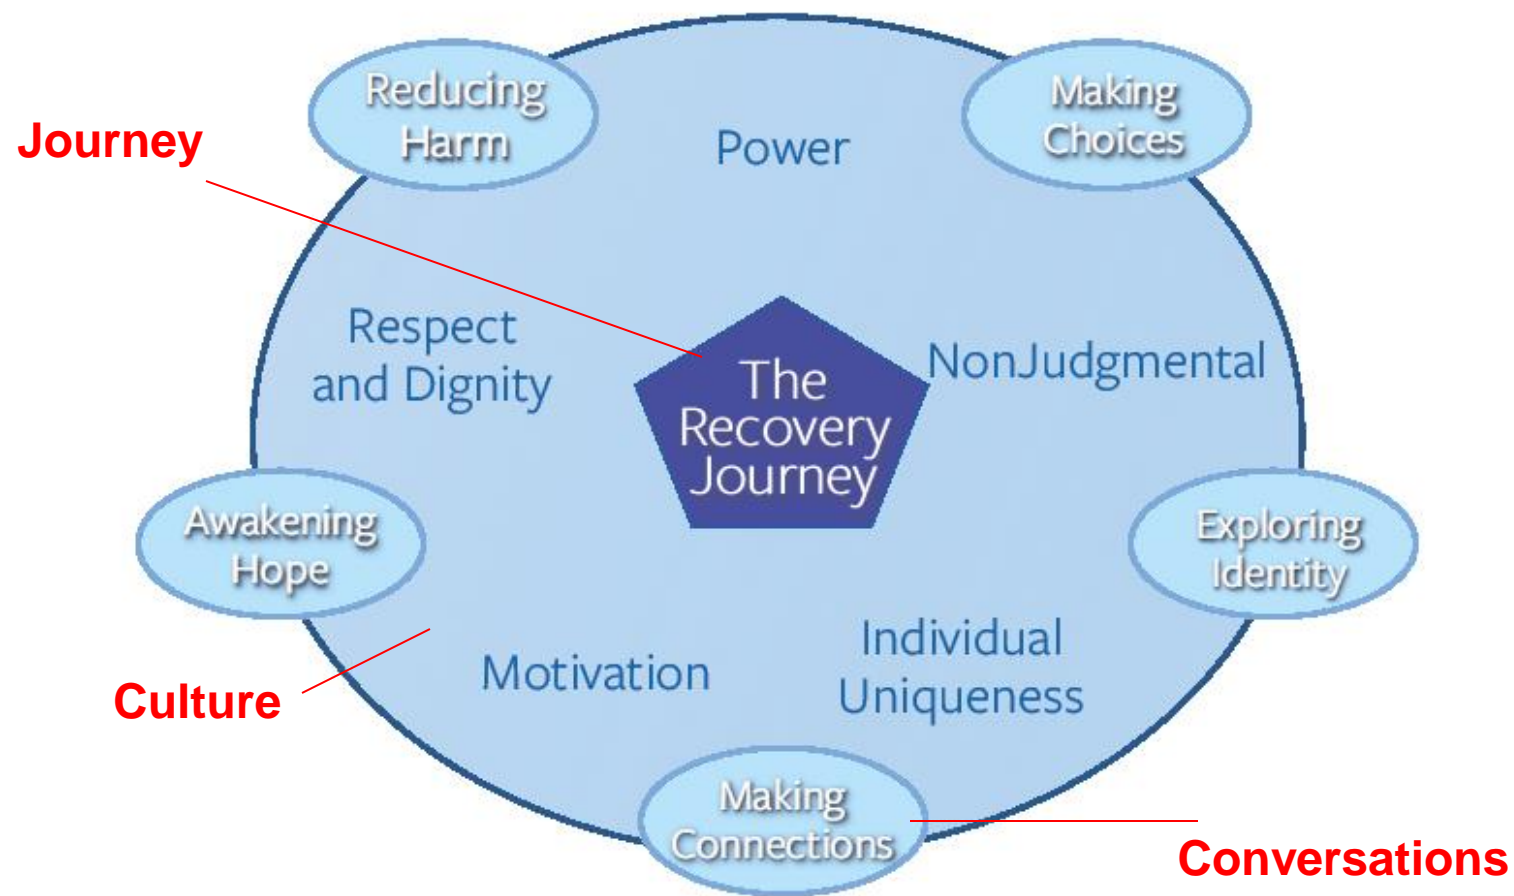 Reducing
Harm
Making
Choices
Journey
Power
Respect
and Dignity
NonJudgmental
The
Recovery
Journey
Awakening
Hope
Exploring
Identity
Culture
Motivation
Individual
Uniqueness
Making
Connections
Conversations